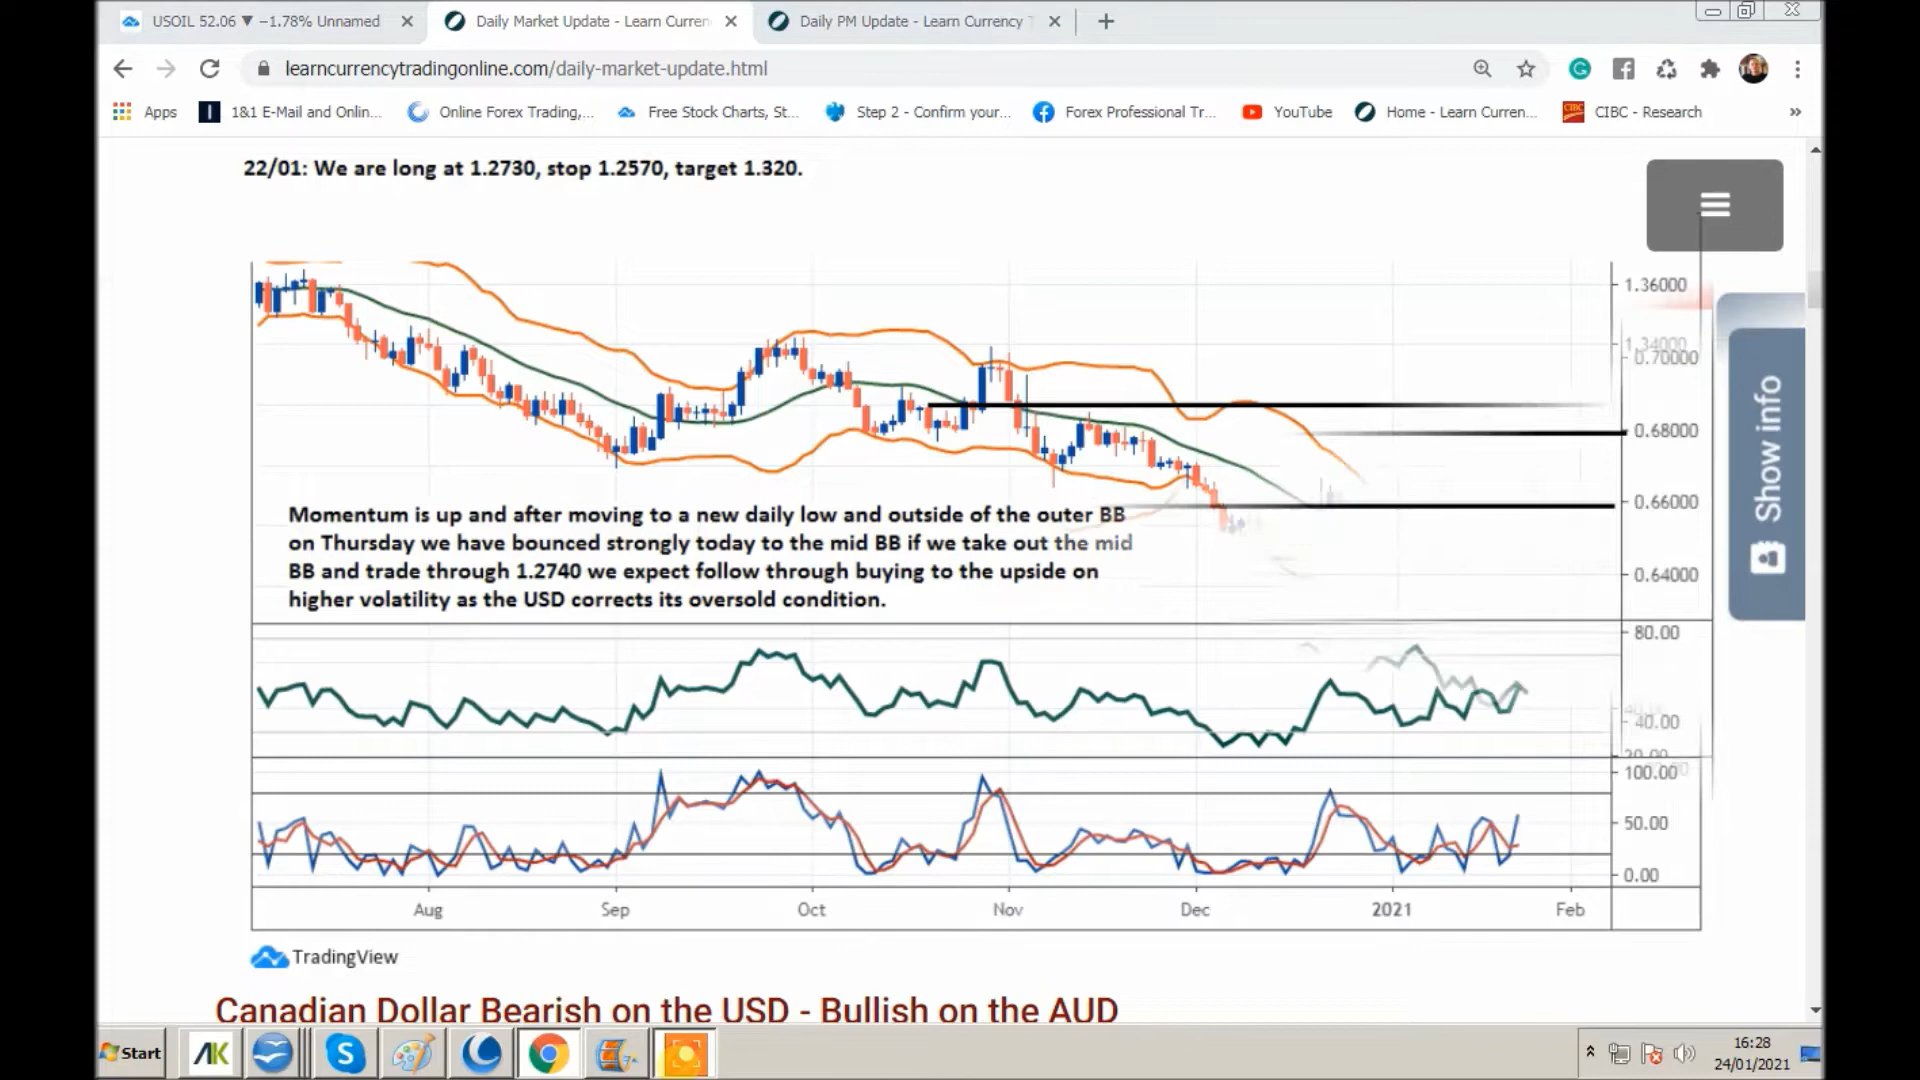 USOIL 52.06 ▼ −1.78% Unnamed
Daily Market Update - Learn Curren
Daily PM Update - Learn Currency T
learncurrencytradingonline.com/daily-market-update.html
Apps
1&1 E-Mail and Onlin...
Online Forex Trading,...
Free Stock Charts, St...
Step 2 - Confirm your...
Forex Professional Tr...
YouTube
Home - Learn Curren...
CIBC - Research
22/01: We are long at 1.2730, stop 1.2570, target 1.320.
1.36000
1.34000
0.70000
0.68000
0.66000
0.64000
Show info
Momentum is up and after moving to a new daily low and outside of the outer BB
on Thursday we have bounced strongly today to the mid BB if we take out the mid
BB and trade through 1.2740 we expect follow through buying to the upside on
higher volatility as the USD corrects its oversold condition.
80.00
40.00
20.00
100.00
50.00
0.00
Aug Sep Oct Nov Dec 2021 Feb
TradingView
Canadian Dollar Bearish on the USD - Bullish on the AUD
Start
16:28
24/01/2021